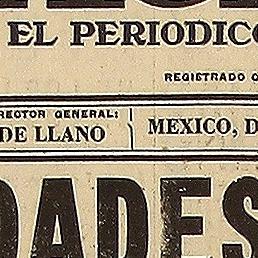 EL PERIODICO
REGISTRADO
RECTOR GENERAL:
DE LLANO
MEXICO, D
DADES